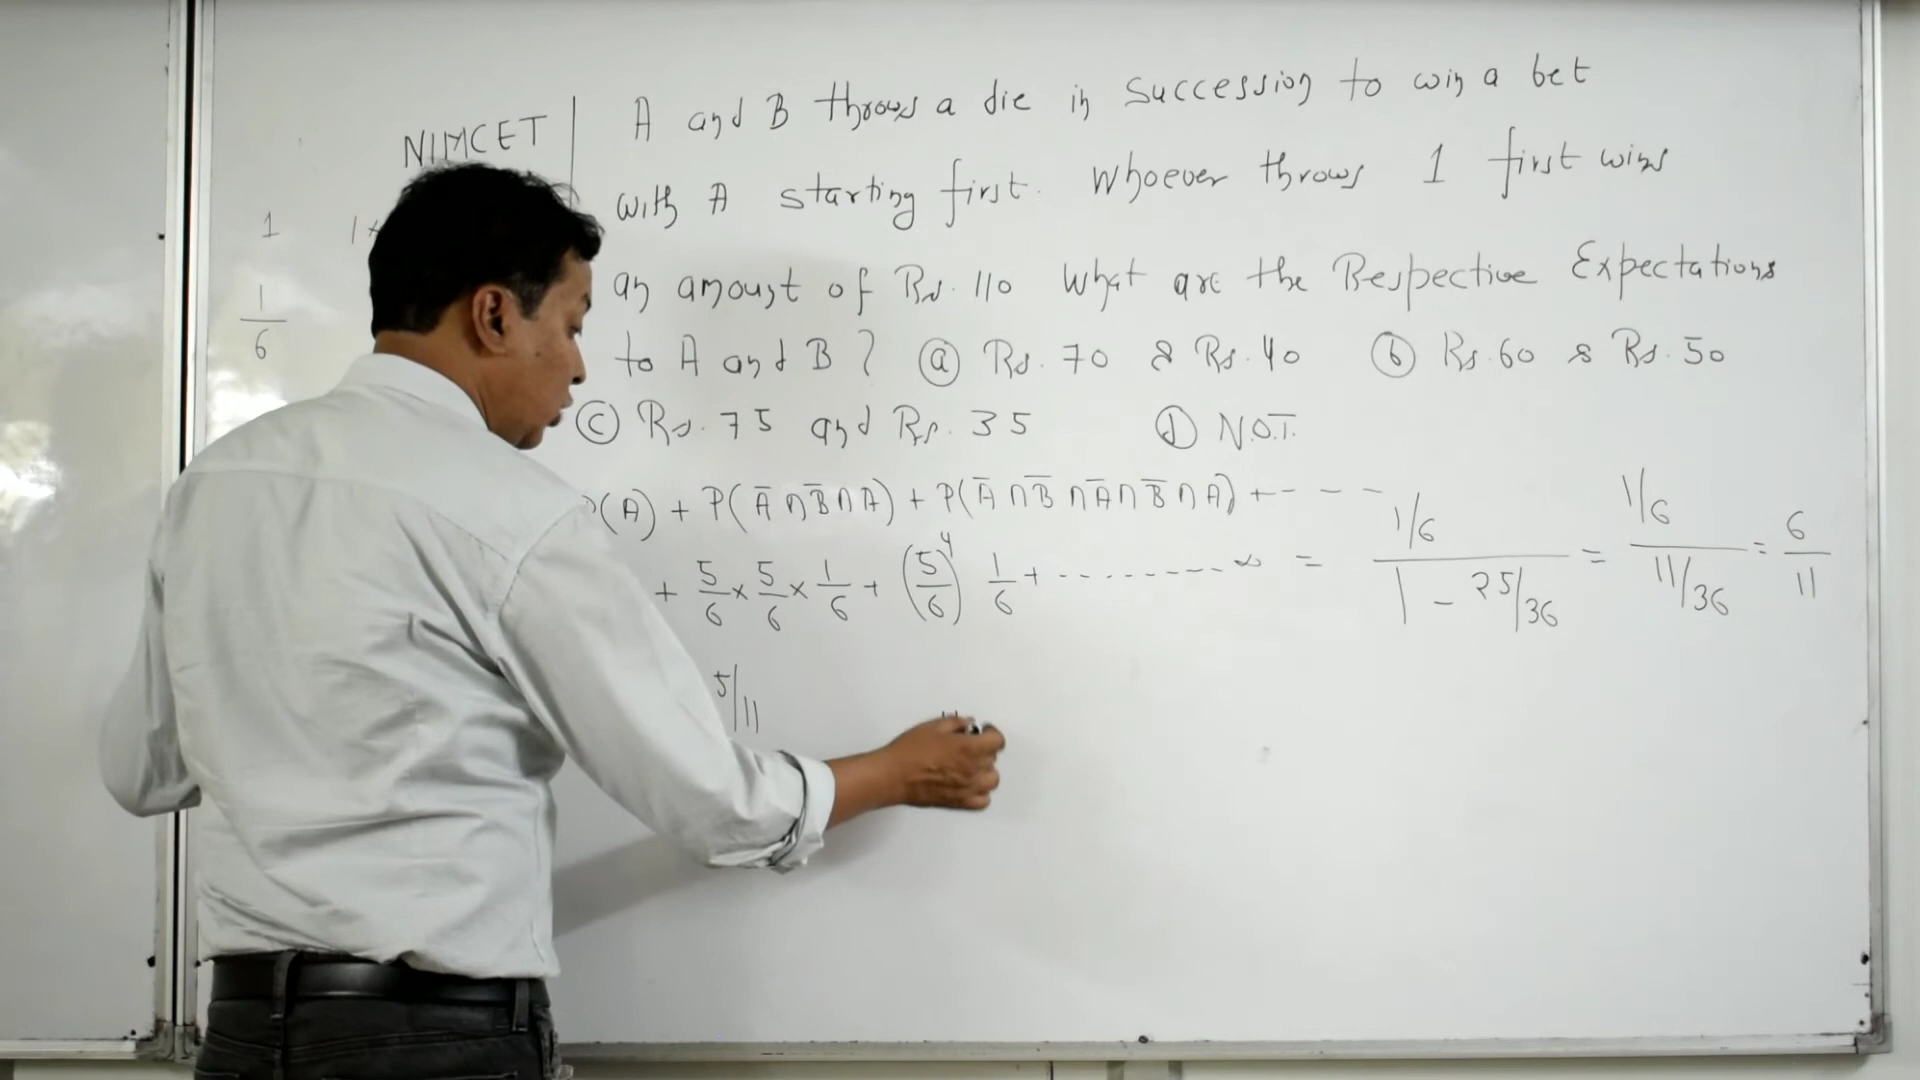 NIMCET
A and B throws a die in succession to win a bet
with A starting first. Whoever throws 1 first wins
an amount of Rs. 110 What are the Respective Expectations
to A and B? ⓐ Rs. 70 & Rs. 40 ⓑ Rs. 60 & Rs. 50
ⓒ Rs. 75 and Rs. 35 ⓓ N.O.T.
1 1×
1/6
P(A) + P(Ā ∩ B̄ ∩ A) + P(Ā ∩ B̄ ∩ Ā ∩ B̄ ∩ A) + - - - -
+ 5/6 × 5/6 × 1/6 + (5/6)^4 1/6 + - - - - - - - - ∞ = (1/6)/(1 - 25/36) = (1/6)/(11/36) = 6/11
5/11